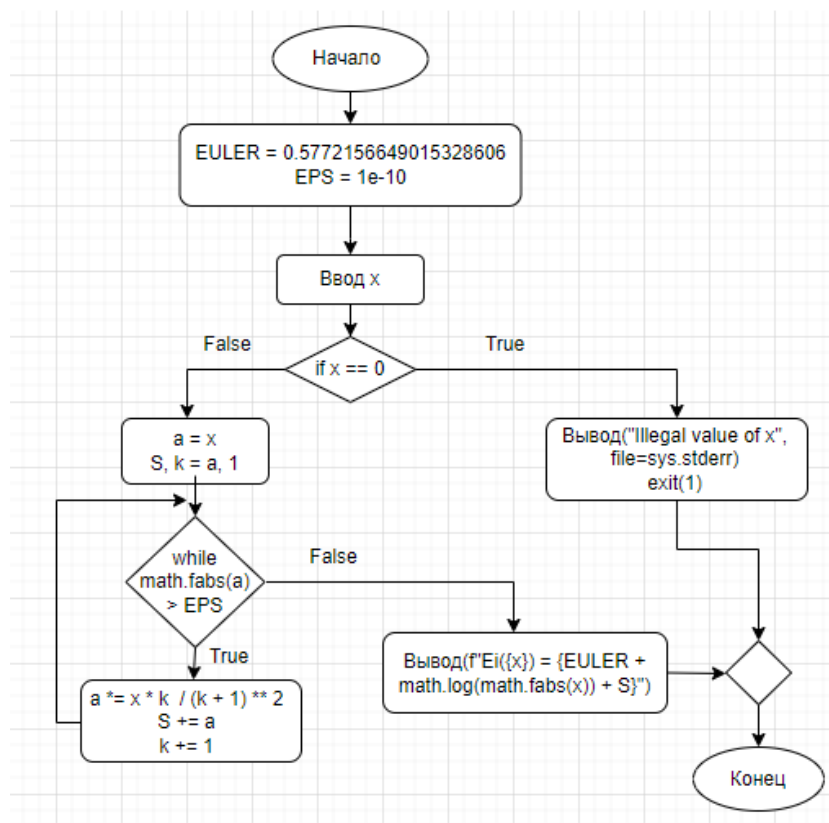 Начало
EULER = 0.5772156649015328606
EPS = 1e-10
Ввод x
False
True
if x == 0
a = x
S, k = a, 1
Вывод("Illegal value of x",
file=sys.stderr)
exit(1)
while
math.fabs(a)
> EPS
False
True
Вывод(f"Ei({x}) = {EULER +
math.log(math.fabs(x)) + S}")
a *= x * k / (k + 1) ** 2
S += a
k += 1
Конец